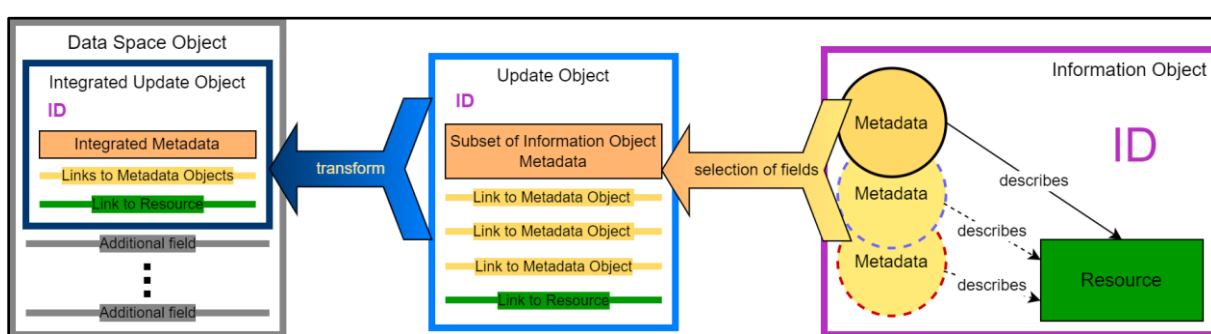 Data Space Object
Integrated Update Object
ID
Integrated Metadata
Links to Metadata Objects
Link to Resource
Additional field
Additional field
transform
Update Object
ID
Subset of Information Object
Metadata
Link to Metadata Object
Link to Metadata Object
Link to Metadata Object
Link to Resource
selection of fields
Information Object
ID
Metadata
Metadata
Metadata
describes
describes
describes
Resource